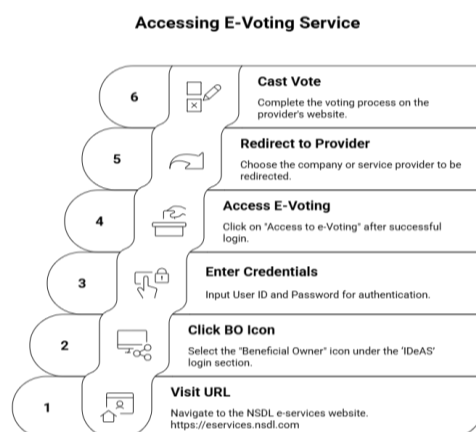 Accessing E-Voting Service
6
Cast Vote
Complete the voting process on the
provider's website.
5
Redirect to Provider
Choose the company or service provider to be
redirected.
4
Access E-Voting
Click on "Access to e-Voting" after successful
login.
3
Enter Credentials
Input User ID and Password for authentication.
2
Click BO Icon
Select the "Beneficial Owner" icon under the 'IDeAS'
login section.
1
Visit URL
Navigate to the NSDL e-services website.
https://eservices.nsdl.com